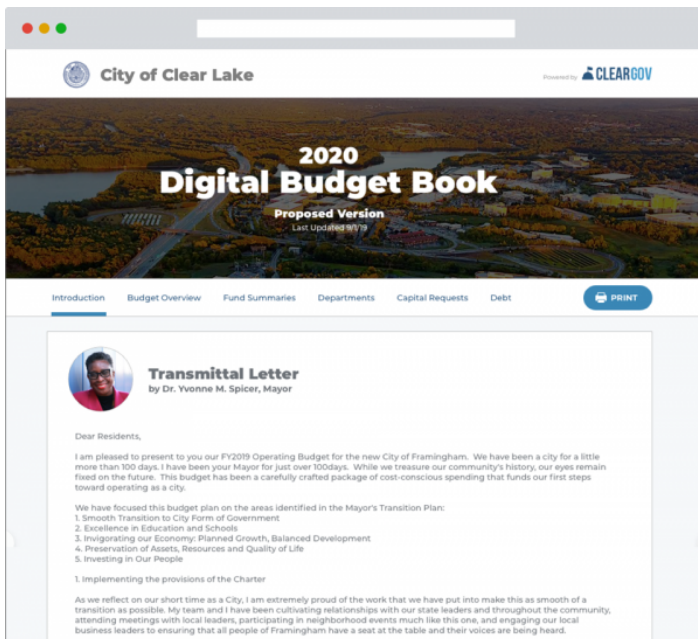 City of Clear Lake
Powered by CLEARGOV
2020
Digital Budget Book
Proposed Version
Last Updated 9/1/19
Introduction Budget Overview Fund Summaries Departments Capital Requests Debt PRINT
Transmittal Letter
by Dr. Yvonne M. Spicer, Mayor
Dear Residents,
I am pleased to present to you our FY2019 Operating Budget for the new City of Framingham. We have been a city for a little
more than 100 days. I have been your Mayor for just over 100days. While we treasure our community's history, our eyes remain
fixed on the future. This budget has been a carefully crafted package of cost-conscious spending that funds our first steps
toward operating as a city.
We have focused this budget plan on the areas identified in the Mayor's Transition Plan:
1. Smooth Transition to City Form of Government
2. Excellence in Education and Schools
3. Invigorating our Economy: Planned Growth, Balanced Development
4. Preservation of Assets, Resources and Quality of Life
5. Investing in Our People
1. Implementing the provisions of the Charter
As we reflect on our short time as a City, I am extremely proud of the work that we have put into make this as smooth of a
transition as possible. My team and I have been cultivating relationships with our state leaders and throughout the community,
attending meetings with local leaders, participating in neighborhood events much like this one, and engaging our local
business leaders to ensuring that all people of Framingham have a seat at the table and their voices are being heard.